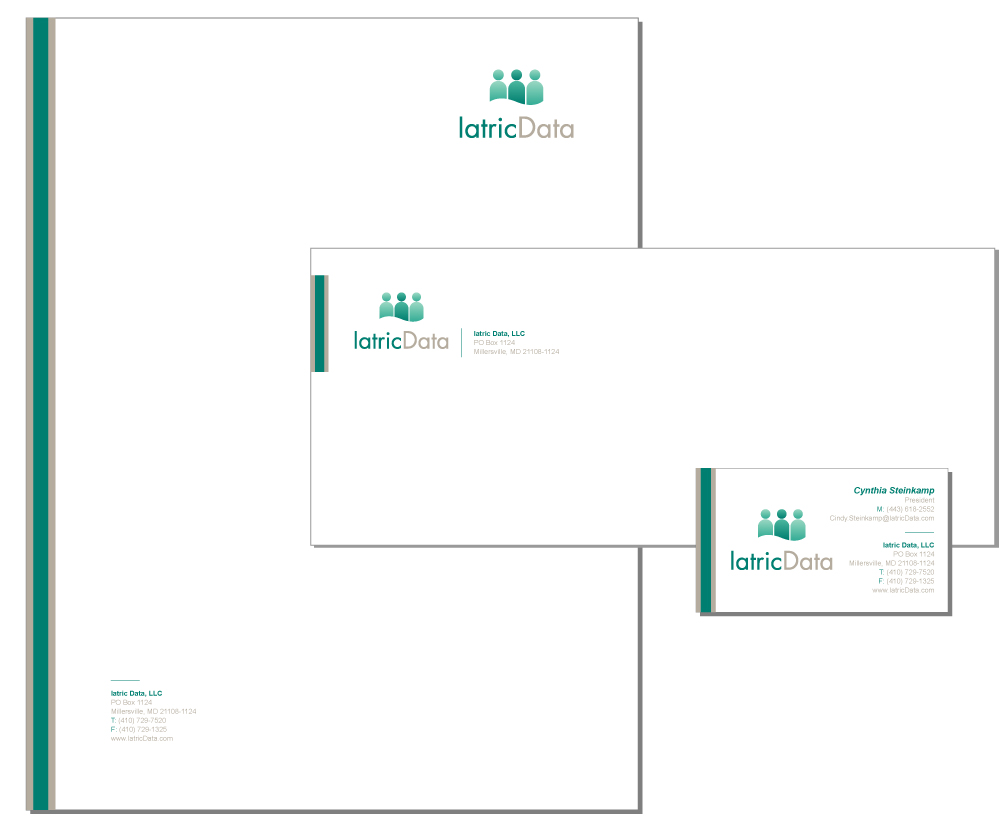 IatricData
IatricData
Iatric Data, LLC
PO Box 1124
Millersville, MD 21108-1124
Cynthia Steinkamp
President
M: (443) 618-2552
Cindy.Steinkamp@IatricData.com
IatricData
Iatric Data, LLC
PO Box 1124
Millersville, MD 21108-1124
T: (410) 729-7520
F: (410) 729-1325
www.IatricData.com
Iatric Data, LLC
PO Box 1124
Millersville, MD 21108-1124
T: (410) 729-7520
F: (410) 729-1325
www.IatricData.com